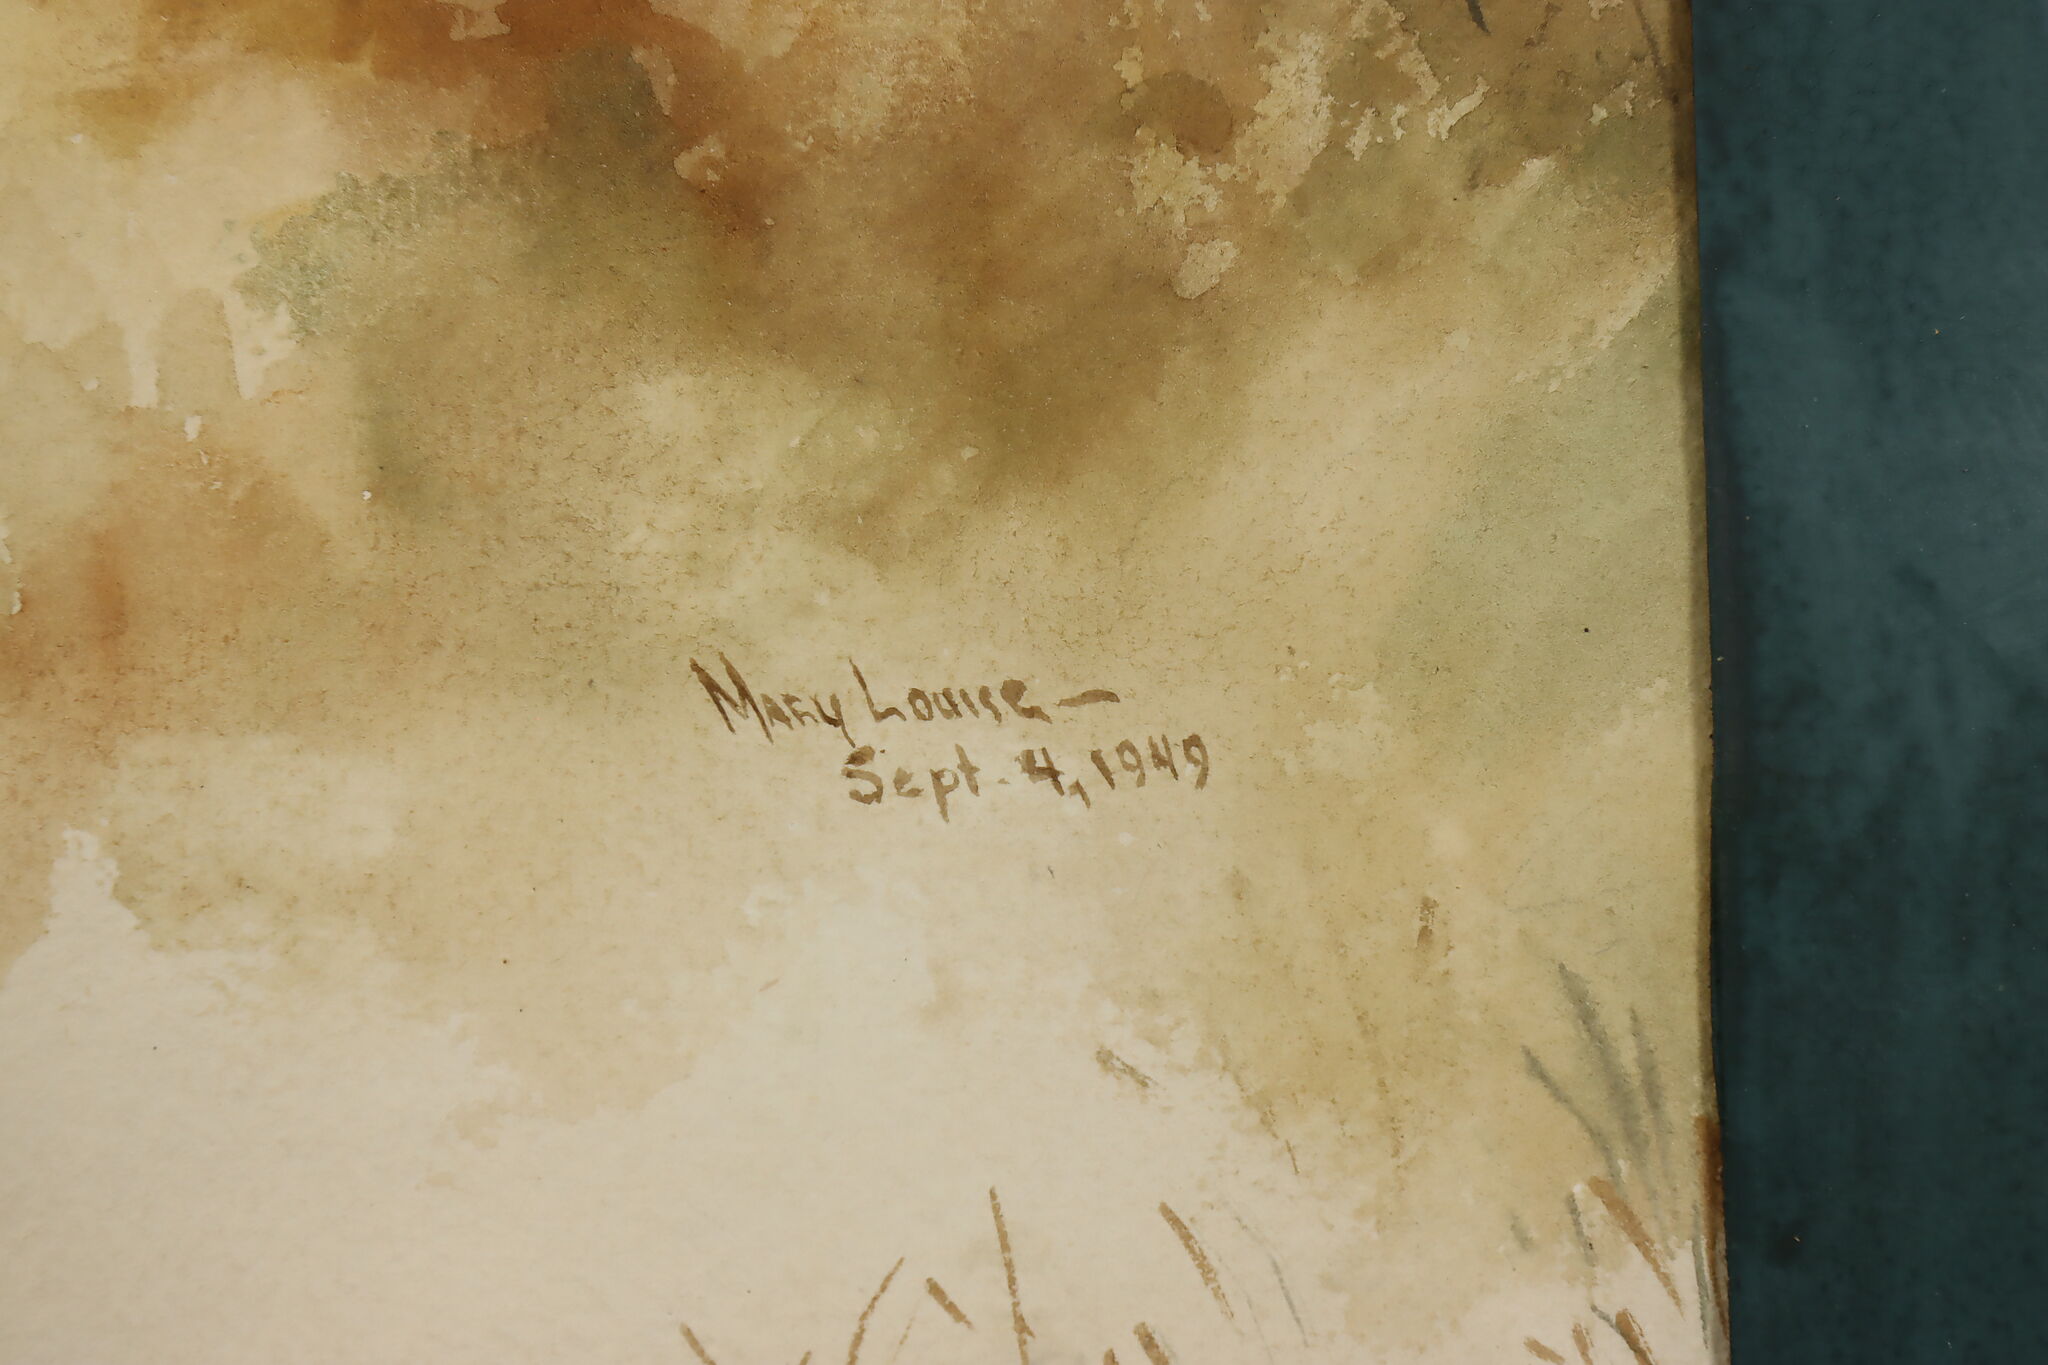 Mary Louise —
Sept. 4, 1949